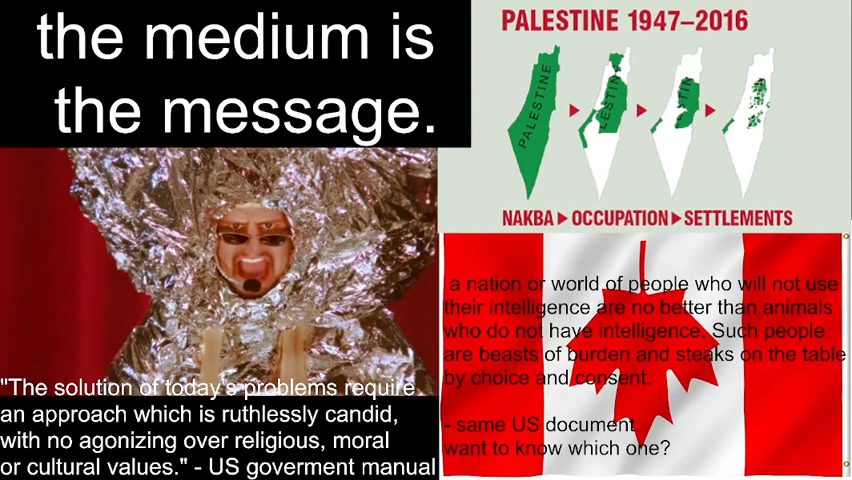 the medium is
the message.
PALESTINE 1947–2016
PALESTINE
LESTIN
NAKBA ▸ OCCUPATION ▸ SETTLEMENTS
"The solution of today's problems require
an approach which is ruthlessly candid,
with no agonizing over religious, moral
or cultural values." - US goverment manual
a nation or world of people who will not use
their intelligence are no better than animals
who do not have intelligence. Such people
are beasts of burden and steaks on the table
by choice and consent.
- same US document,
want to know which one?